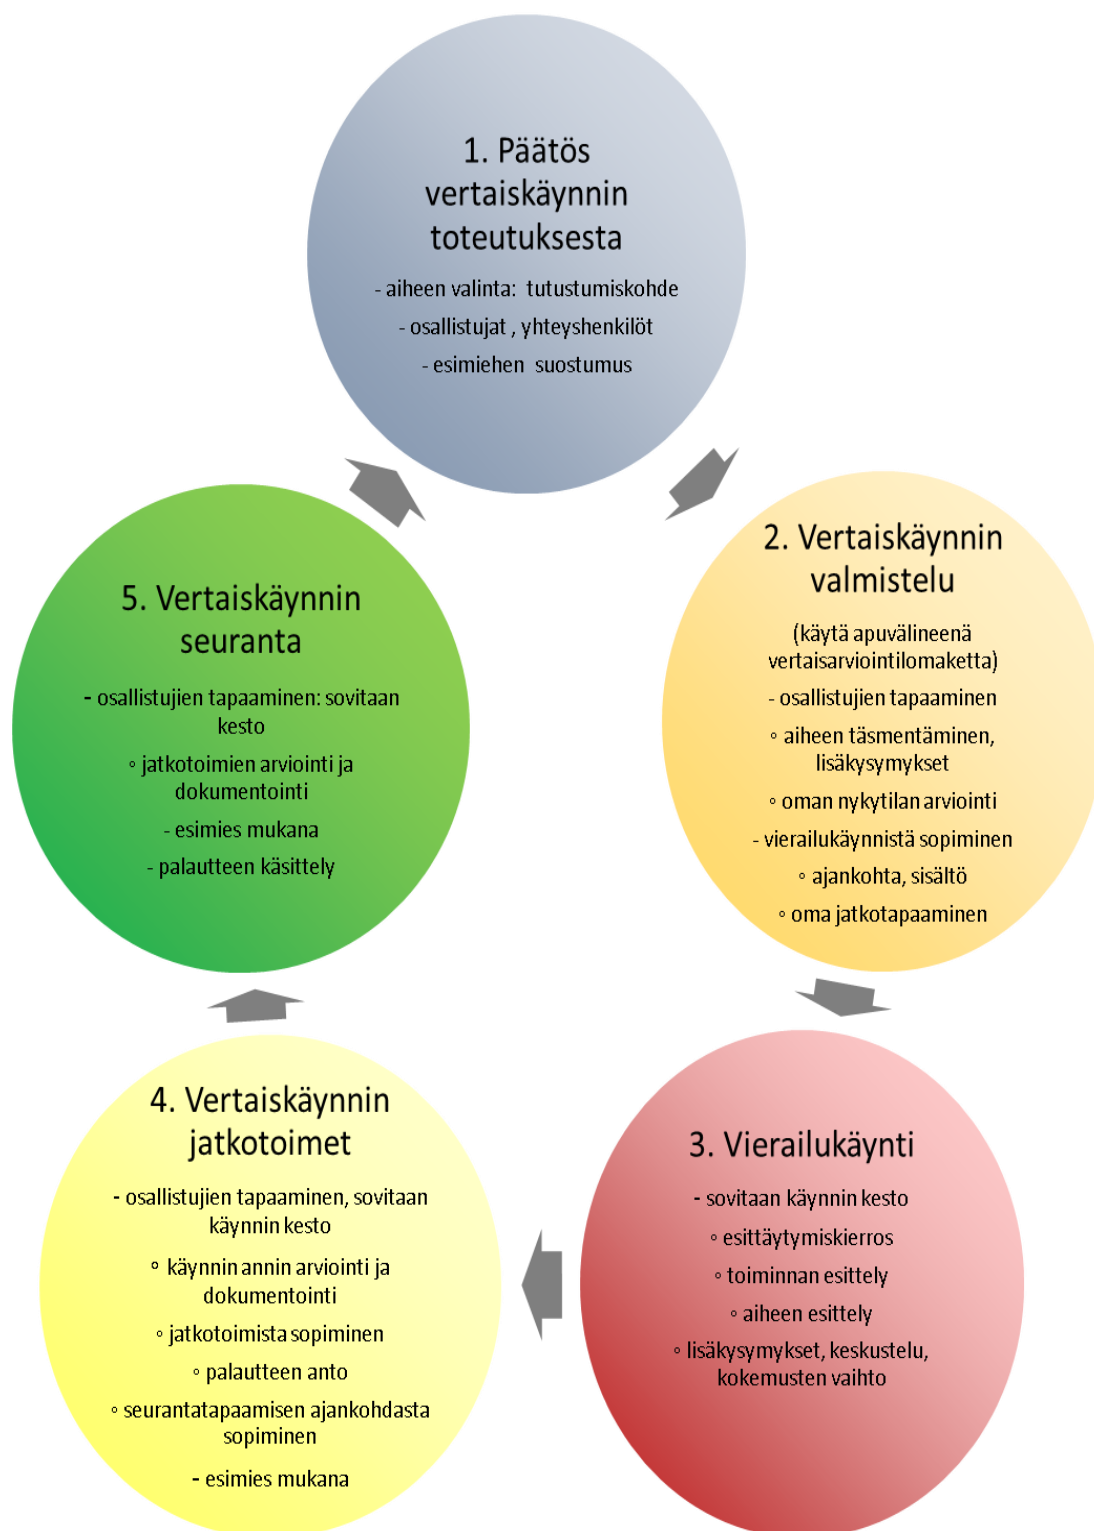 1. Päätös
vertaiskäynnin
toteutuksesta
- aiheen valinta: tutustumiskohde
- osallistujat , yhteyshenkilöt
- esimiehen suostumus
2. Vertaiskäynnin
valmistelu
(käytä apuvälineenä
vertaisarviointilomaketta)
- osallistujien tapaaminen
◦ aiheen täsmentäminen,
lisäkysymykset
◦ oman nykytilan arviointi
- vierailukäynnistä sopiminen
◦ ajankohta, sisältö
◦ oma jatkotapaaminen
3. Vierailukäynti
- sovitaan käynnin kesto
◦ esittäytymiskierros
◦ toiminnan esittely
◦ aiheen esittely
◦ lisäkysymykset, keskustelu,
kokemusten vaihto
4. Vertaiskäynnin
jatkotoimet
- osallistujien tapaaminen, sovitaan
käynnin kesto
◦ käynnin annin arviointi ja
dokumentointi
◦ jatkotoimista sopiminen
◦ palautteen anto
◦ seurantatapaamisen ajankohdasta
sopiminen
- esimies mukana
5. Vertaiskäynnin
seuranta
- osallistujien tapaaminen: sovitaan
kesto
◦ jatkotoimien arviointi ja
dokumentointi
- esimies mukana
- palautteen käsittely